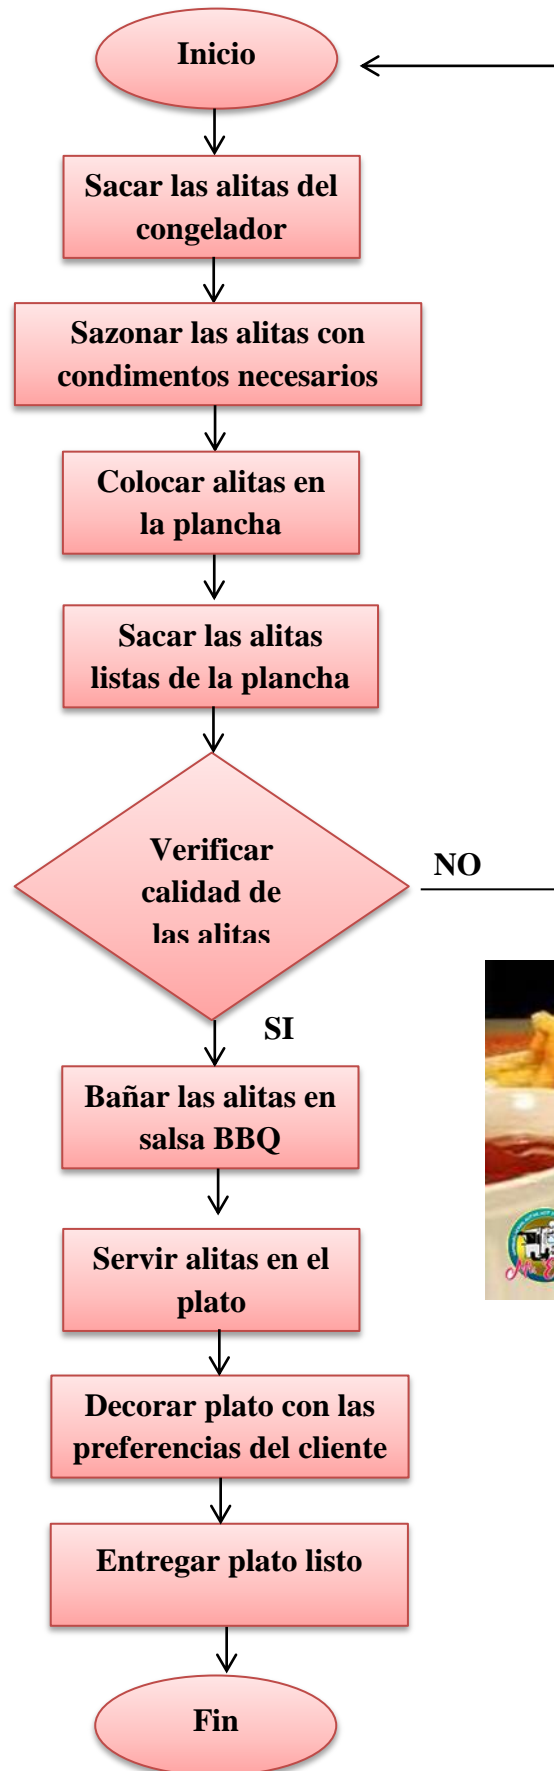 Inicio
Sacar las alitas del
congelador
Sazonar las alitas con
condimentos necesarios
Colocar alitas en
la plancha
Sacar las alitas
listas de la plancha
Verificar
calidad de
las alitas
NO
SI
Bañar las alitas en
salsa BBQ
Servir alitas en el
plato
Decorar plato con las
preferencias del cliente
Entregar plato listo
Fin